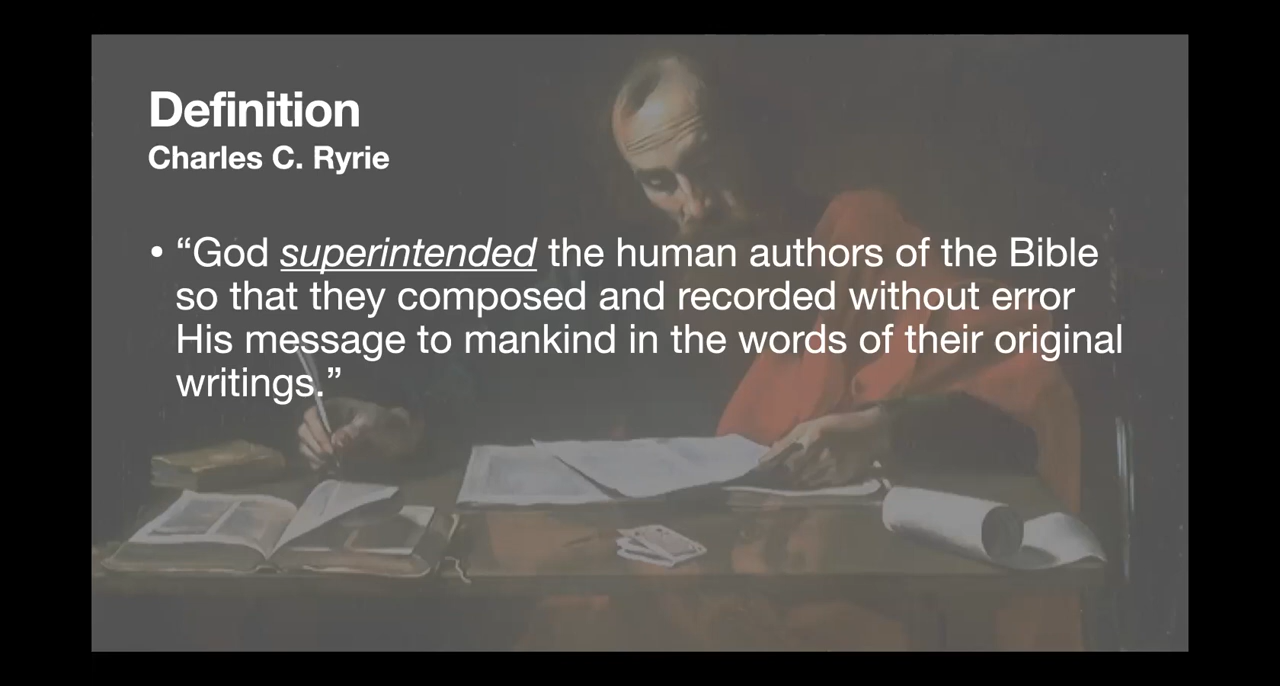 Definition
Charles C. Ryrie
• “God superintended the human authors of the Bible
so that they composed and recorded without error
His message to mankind in the words of their original
writings.”